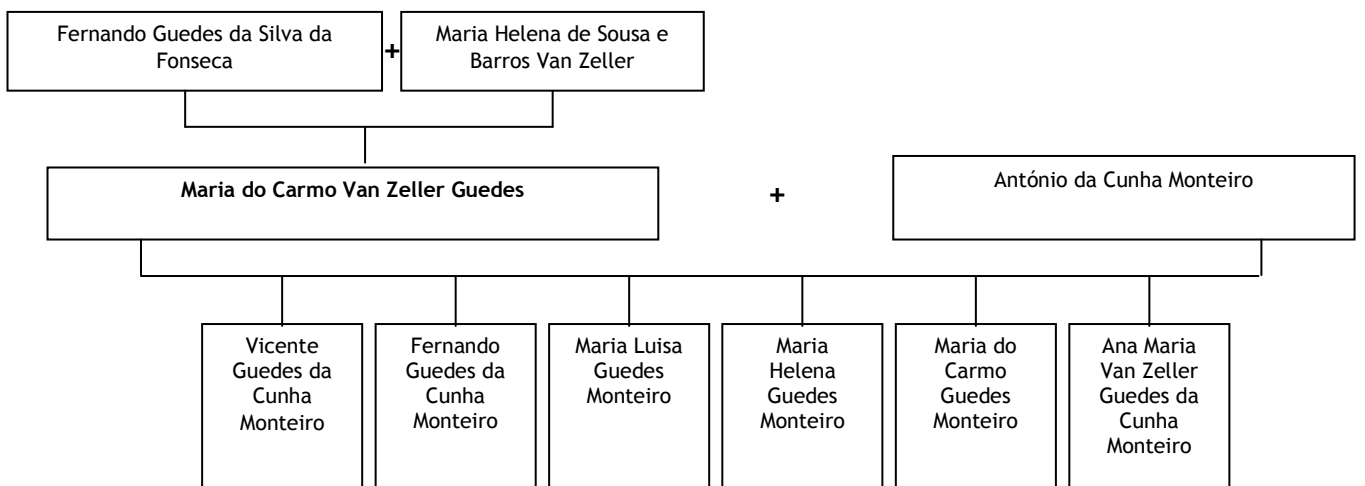 Fernando Guedes da Silva da
Fonseca
+
Maria Helena de Sousa e
Barros Van Zeller
Maria do Carmo Van Zeller Guedes
+
António da Cunha Monteiro
Vicente
Guedes da
Cunha
Monteiro
Fernando
Guedes da
Cunha
Monteiro
Maria Luisa
Guedes
Monteiro
Maria
Helena
Guedes
Monteiro
Maria do
Carmo
Guedes
Monteiro
Ana Maria
Van Zeller
Guedes da
Cunha
Monteiro